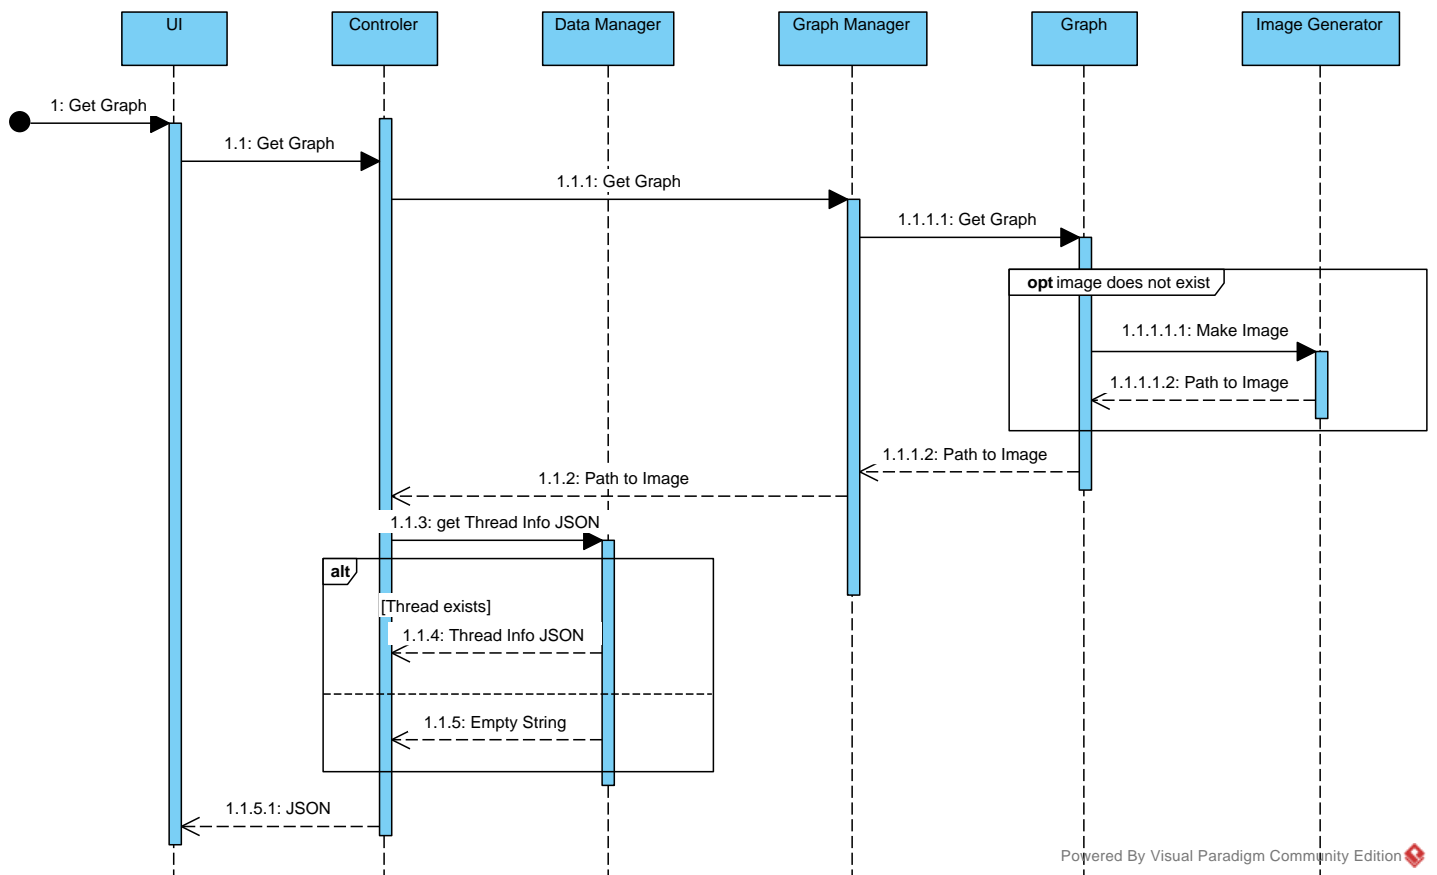 UI
Controler
Data Manager
Graph Manager
Graph
Image Generator
1: Get Graph
1.1: Get Graph
1.1.1: Get Graph
1.1.1.1: Get Graph
opt image does not exist
1.1.1.1.1: Make Image
1.1.1.1.2: Path to Image
1.1.1.2: Path to Image
1.1.2: Path to Image
1.1.3: get Thread Info JSON
alt
[Thread exists]
1.1.4: Thread Info JSON
1.1.5: Empty String
1.1.5.1: JSON
Powered By Visual Paradigm Community Edition